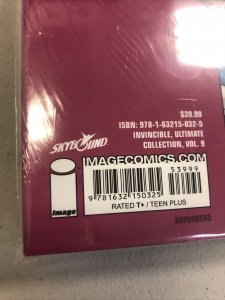 $39.99
ISBN: 978-1-63215-032-5
INVINCIBLE, ULTIMATE
COLLECTION, VOL. 9
SKYBOUND
IMAGECOMICS.COM
53999
9 781632 150325
image
RATED T+ / TEEN PLUS
SUPERHERO